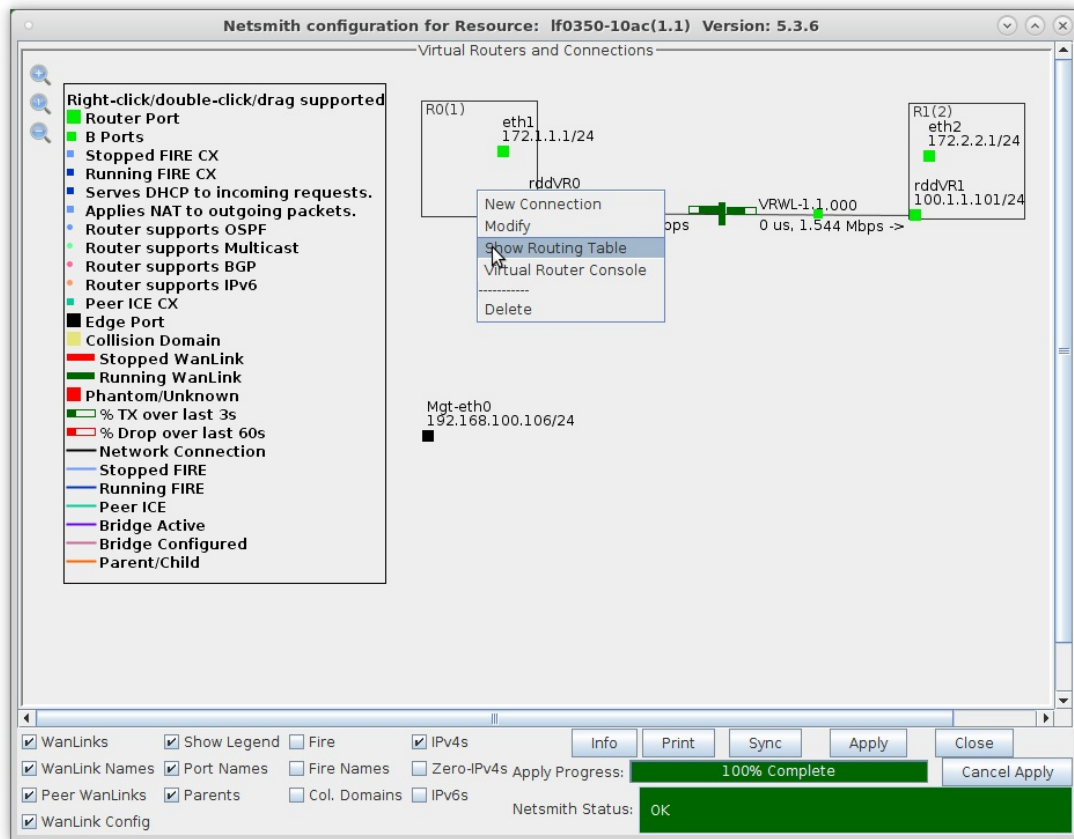 Netsmith configuration for Resource: lf0350-10ac(1.1) Version: 5.3.6
Virtual Routers and Connections
Right-click/double-click/drag supported
Router Port
B Ports
Stopped FIRE CX
Running FIRE CX
Serves DHCP to incoming requests.
Applies NAT to outgoing packets.
Router supports OSPF
Router supports Multicast
Router supports BGP
Router supports IPv6
Peer ICE CX
Edge Port
Collision Domain
Stopped WanLink
Running WanLink
Phantom/Unknown
% TX over last 3s
% Drop over last 60s
Network Connection
Stopped FIRE
Running FIRE
Peer ICE
Bridge Active
Bridge Configured
Parent/Child
R0(1)
eth1
172.1.1.1/24
rddVR0
New Connection
Modify
Show Routing Table
Virtual Router Console
-----------
Delete
bps
VRWL-1.1.000
0 us, 1.544 Mbps ->
R1(2)
eth2
172.2.2.1/24
rddVR1
100.1.1.101/24
Mgt-eth0
192.168.100.106/24
WanLinks Show Legend Fire IPv4s Info Print Sync Apply Close
WanLink Names Port Names Fire Names Zero-IPv4s Apply Progress: 100% Complete Cancel Apply
Peer WanLinks Parents Col. Domains IPv6s Netsmith Status: OK
WanLink Config